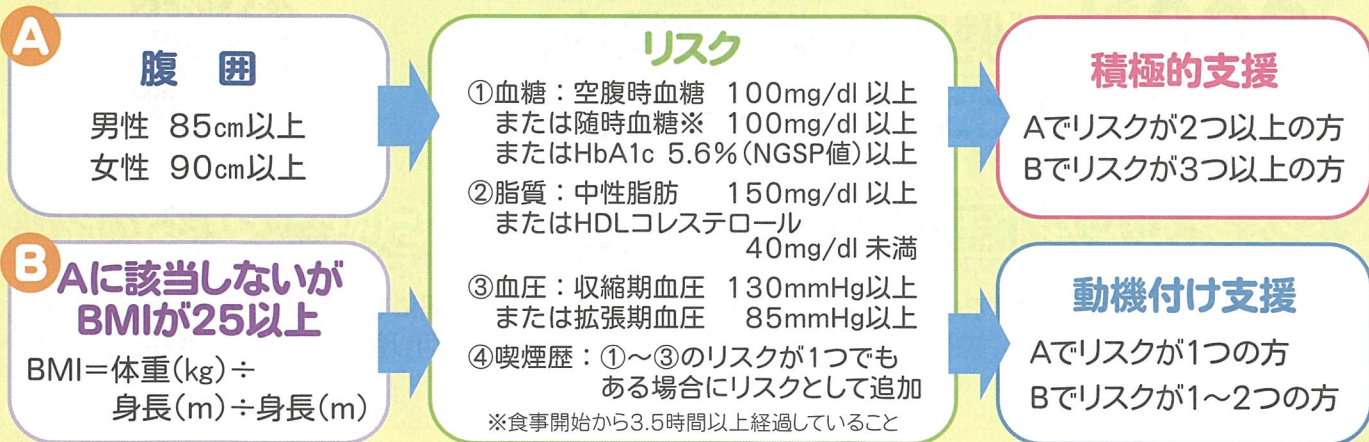 A
腹 囲
男性 85cm以上
女性 90cm以上
B
Aに該当しないが
BMIが25以上
BMI=体重(kg)÷
身長(m)÷身長(m)
リスク
①血糖:空腹時血糖 100mg/dl 以上
または随時血糖※ 100mg/dl 以上
またはHbA1c 5.6%(NGSP値)以上
②脂質:中性脂肪 150mg/dl 以上
またはHDLコレステロール
40mg/dl 未満
③血圧:収縮期血圧 130mmHg以上
または拡張期血圧 85mmHg以上
④喫煙歴:①~③のリスクが1つでも
ある場合にリスクとして追加
※食事開始から3.5時間以上経過していること
積極的支援
Aでリスクが2つ以上の方
Bでリスクが3つ以上の方
動機付け支援
Aでリスクが1つの方
Bでリスクが1~2つの方